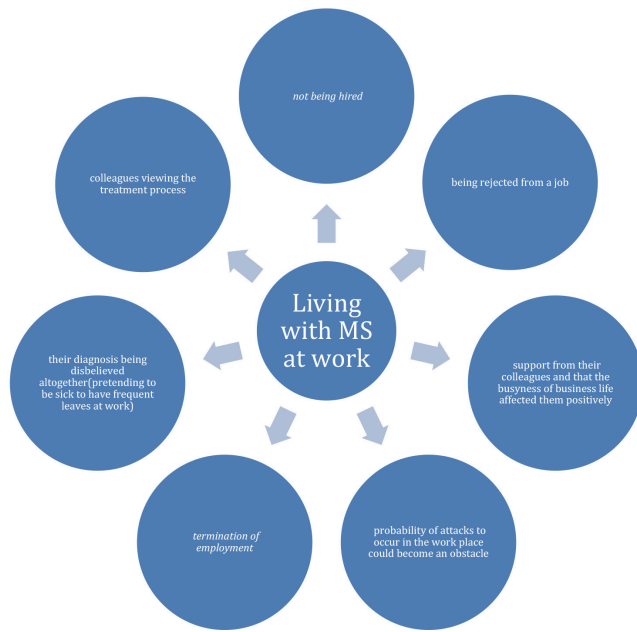 not being hired
colleagues viewing the
treatment process
being rejected from a job
Living
with MS
at work
their diagnosis being
disbelieved
altogether(pretending to
be sick to have frequent
leaves at work)
support from their
colleagues and that the
busyness of business life
affected them positively
termination of
employment
probability of attacks to
occur in the work place
could become an obstacle